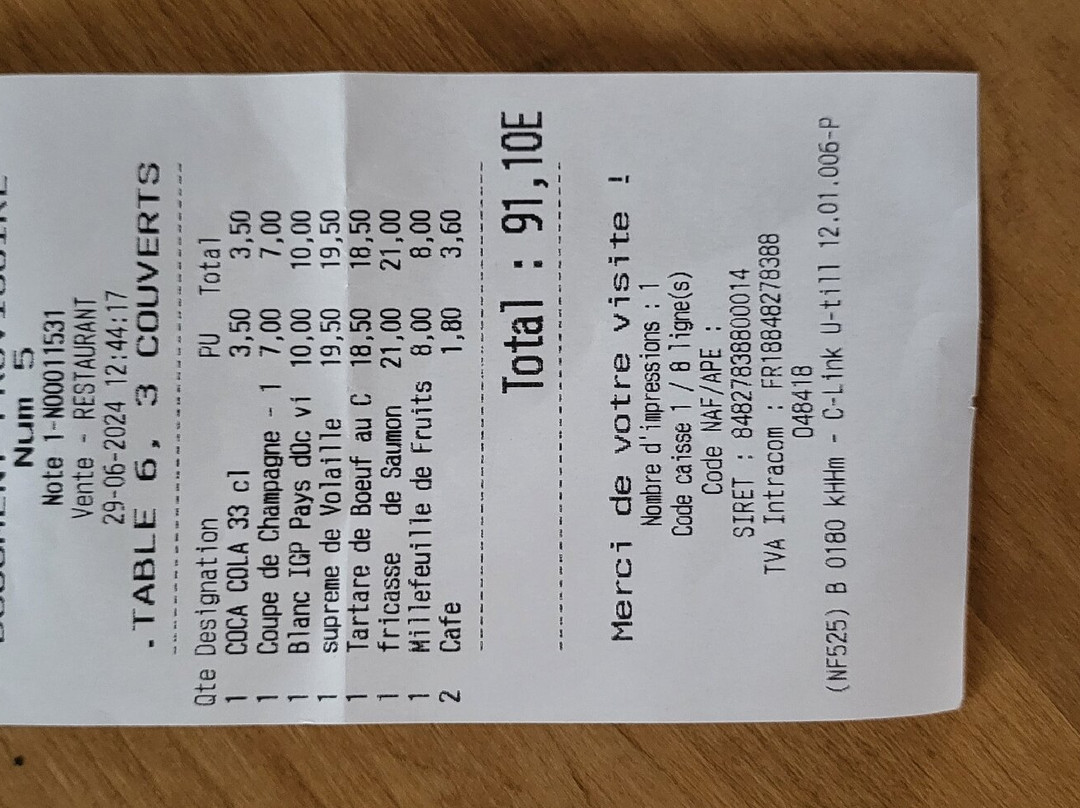 Num 5
Note 1-N00011531
Vente - RESTAURANT
29-06-2024 12:44:17
.TABLE 6, 3 COUVERTS
Qte Designation PU Total
1 COCA COLA 33 cl 3,50 3,50
1 Coupe de Champagne - 1 7,00 7,00
1 Blanc IGP Pays dOc vi 10,00 10,00
1 supreme de Volaille 19,50 19,50
1 Tartare de Boeuf au C 18,50 18,50
1 fricasse de Saumon 21,00 21,00
1 Millefeuille de Fruits 8,00 8,00
2 Cafe 1,80 3,60
Total : 91,10E
Merci de votre visite !
Nombre d'impressions : 1
Code caisse 1 / 8 ligne(s)
Code NAF/APE :
SIRET : 84827838800014
TVA Intracom : FR18848278388
048418
(NF525) B 0180 kHHm - C-Link U-till 12.01.006-P